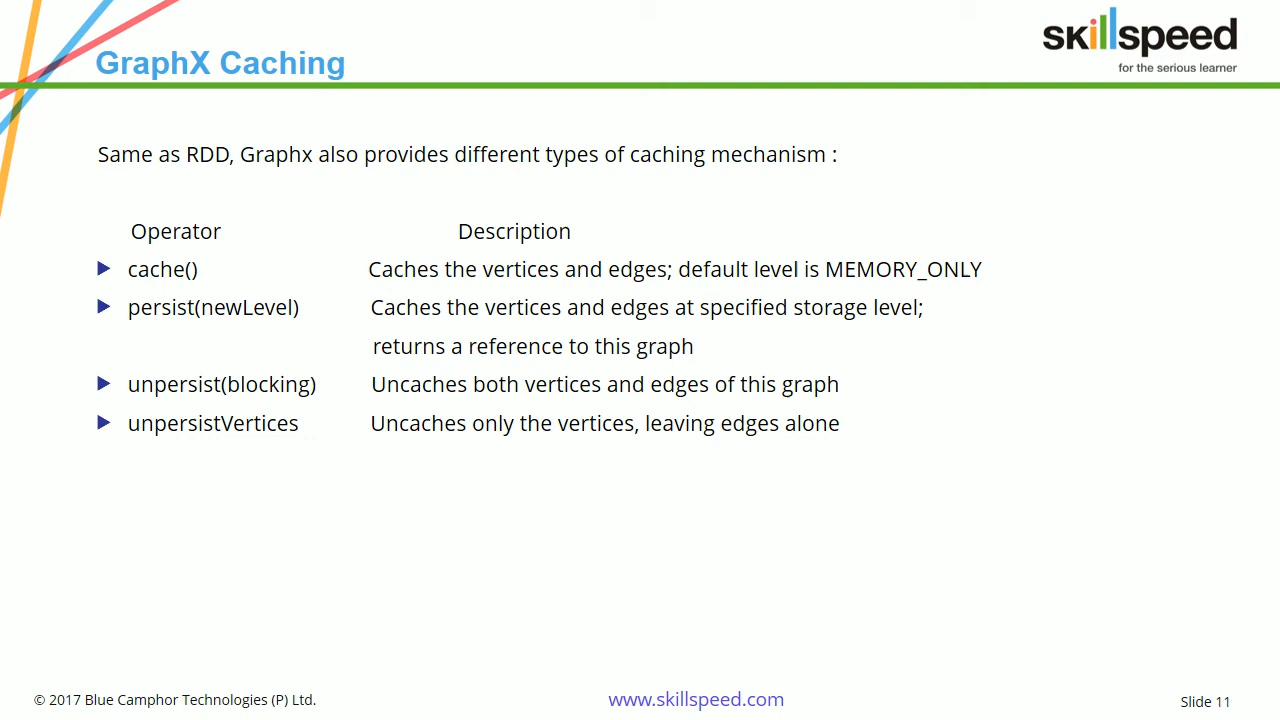 skillspeed
for the serious learner
GraphX Caching
Same as RDD, Graphx also provides different types of caching mechanism :
Operator Description
cache() Caches the vertices and edges; default level is MEMORY_ONLY
persist(newLevel) Caches the vertices and edges at specified storage level;
returns a reference to this graph
unpersist(blocking) Uncaches both vertices and edges of this graph
unpersistVertices Uncaches only the vertices, leaving edges alone
© 2017 Blue Camphor Technologies (P) Ltd. www.skillspeed.com Slide 11